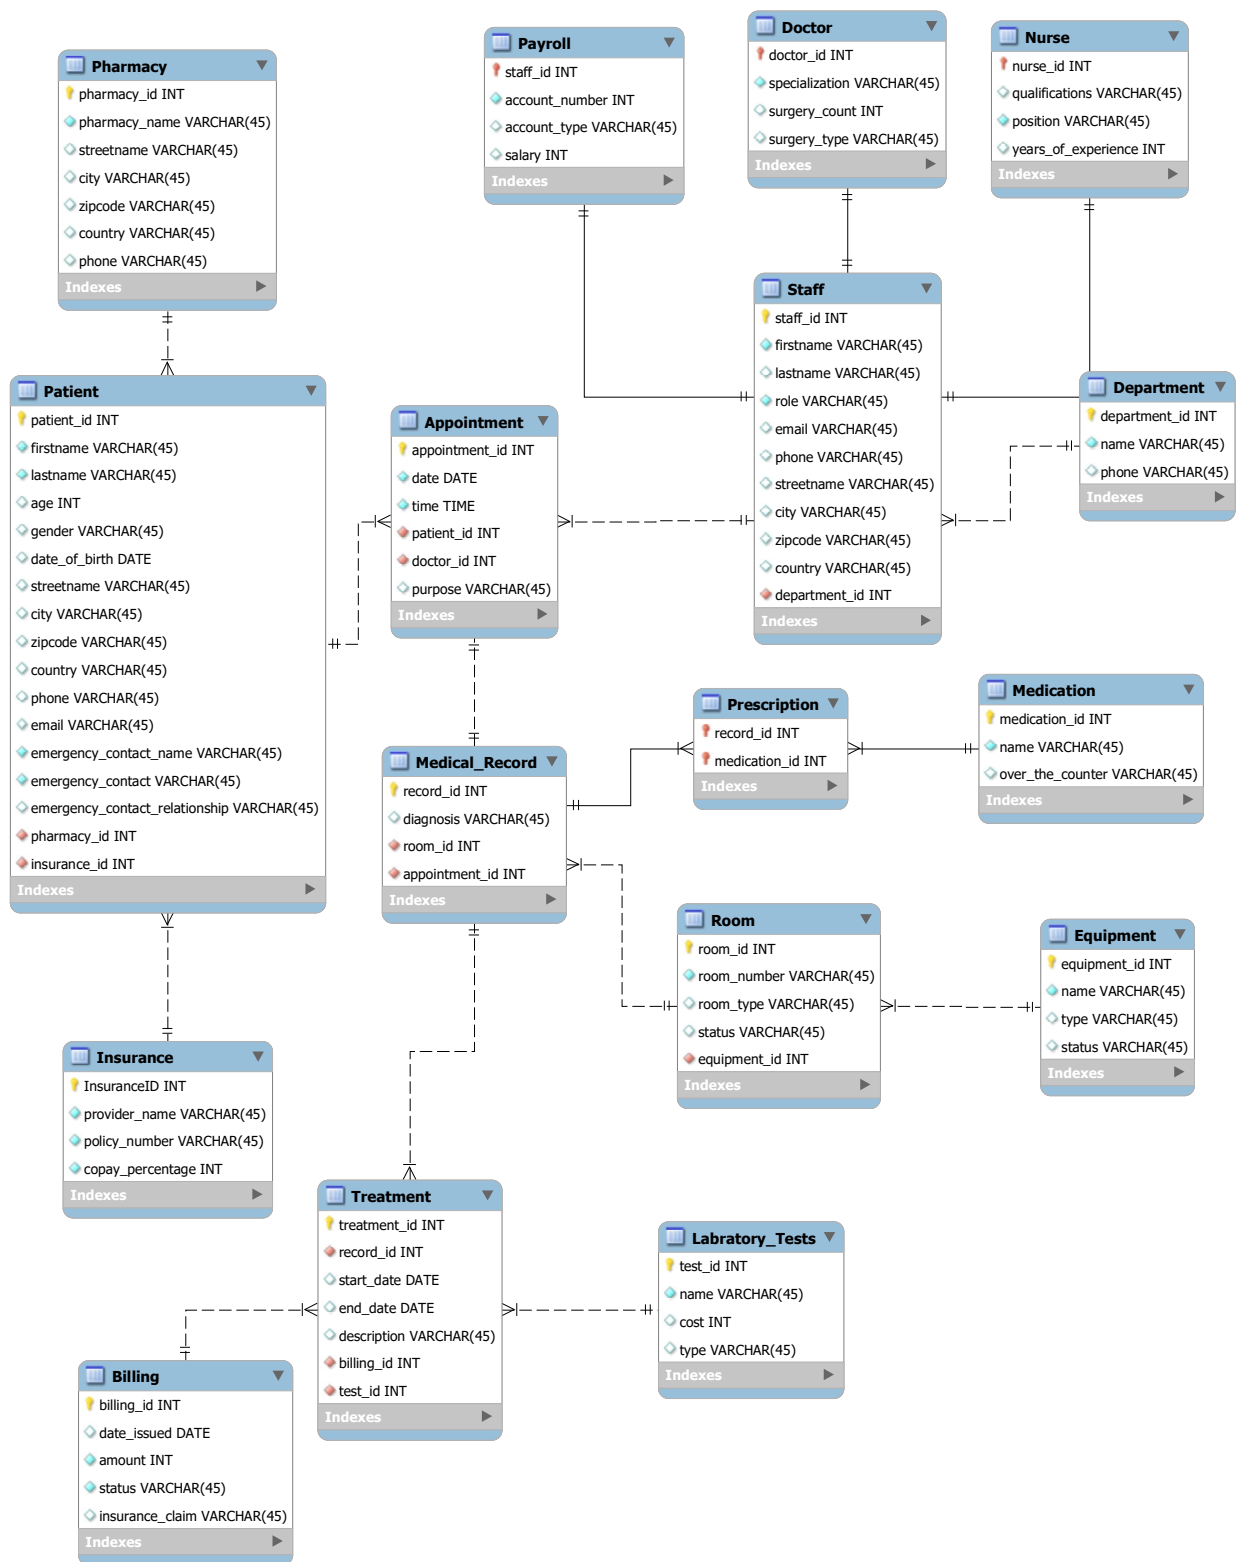 Pharmacy
pharmacy_id INT
pharmacy_name VARCHAR(45)
streetname VARCHAR(45)
city VARCHAR(45)
zipcode VARCHAR(45)
country VARCHAR(45)
phone VARCHAR(45)
Indexes
Payroll
staff_id INT
account_number INT
account_type VARCHAR(45)
salary INT
Indexes
Doctor
doctor_id INT
specialization VARCHAR(45)
surgery_count INT
surgery_type VARCHAR(45)
Indexes
Nurse
nurse_id INT
qualifications VARCHAR(45)
position VARCHAR(45)
years_of_experience INT
Indexes
Staff
staff_id INT
firstname VARCHAR(45)
lastname VARCHAR(45)
role VARCHAR(45)
email VARCHAR(45)
phone VARCHAR(45)
streetname VARCHAR(45)
city VARCHAR(45)
zipcode VARCHAR(45)
country VARCHAR(45)
department_id INT
Indexes
Department
department_id INT
name VARCHAR(45)
phone VARCHAR(45)
Indexes
Patient
patient_id INT
firstname VARCHAR(45)
lastname VARCHAR(45)
age INT
gender VARCHAR(45)
date_of_birth DATE
streetname VARCHAR(45)
city VARCHAR(45)
zipcode VARCHAR(45)
country VARCHAR(45)
phone VARCHAR(45)
email VARCHAR(45)
emergency_contact_name VARCHAR(45)
emergency_contact VARCHAR(45)
emergency_contact_relationship VARCHAR(45)
pharmacy_id INT
insurance_id INT
Indexes
Appointment
appointment_id INT
date DATE
time TIME
patient_id INT
doctor_id INT
purpose VARCHAR(45)
Indexes
Prescription
record_id INT
medication_id INT
Indexes
Medication
medication_id INT
name VARCHAR(45)
over_the_counter VARCHAR(45)
Indexes
Medical_Record
record_id INT
diagnosis VARCHAR(45)
room_id INT
appointment_id INT
Indexes
Room
room_id INT
room_number VARCHAR(45)
room_type VARCHAR(45)
status VARCHAR(45)
equipment_id INT
Indexes
Equipment
equipment_id INT
name VARCHAR(45)
type VARCHAR(45)
status VARCHAR(45)
Indexes
Insurance
InsuranceID INT
provider_name VARCHAR(45)
policy_number VARCHAR(45)
copay_percentage INT
Indexes
Treatment
treatment_id INT
record_id INT
start_date DATE
end_date DATE
description VARCHAR(45)
billing_id INT
test_id INT
Indexes
Labratory_Tests
test_id INT
name VARCHAR(45)
cost INT
type VARCHAR(45)
Indexes
Billing
billing_id INT
date_issued DATE
amount INT
status VARCHAR(45)
insurance_claim VARCHAR(45)
Indexes